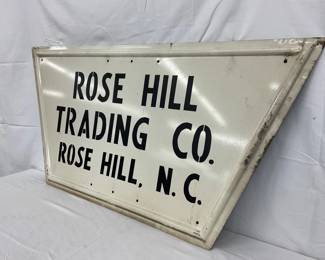 ROSE HILL
TRADING CO.
ROSE HILL, N.C.